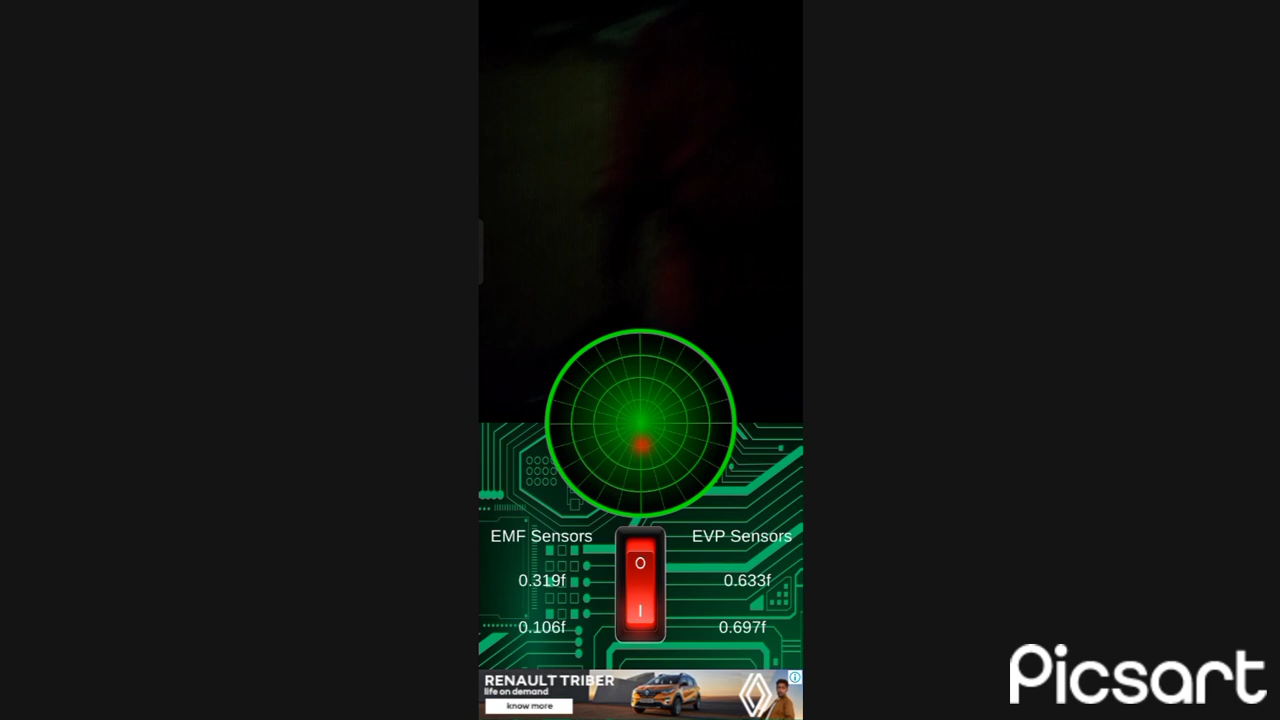 EMF Sensors
EVP Sensors
O
0.319f
0.633f
I
0.106f
0.697f
RENAULT TRIBER
life on demand
know more
Picsart